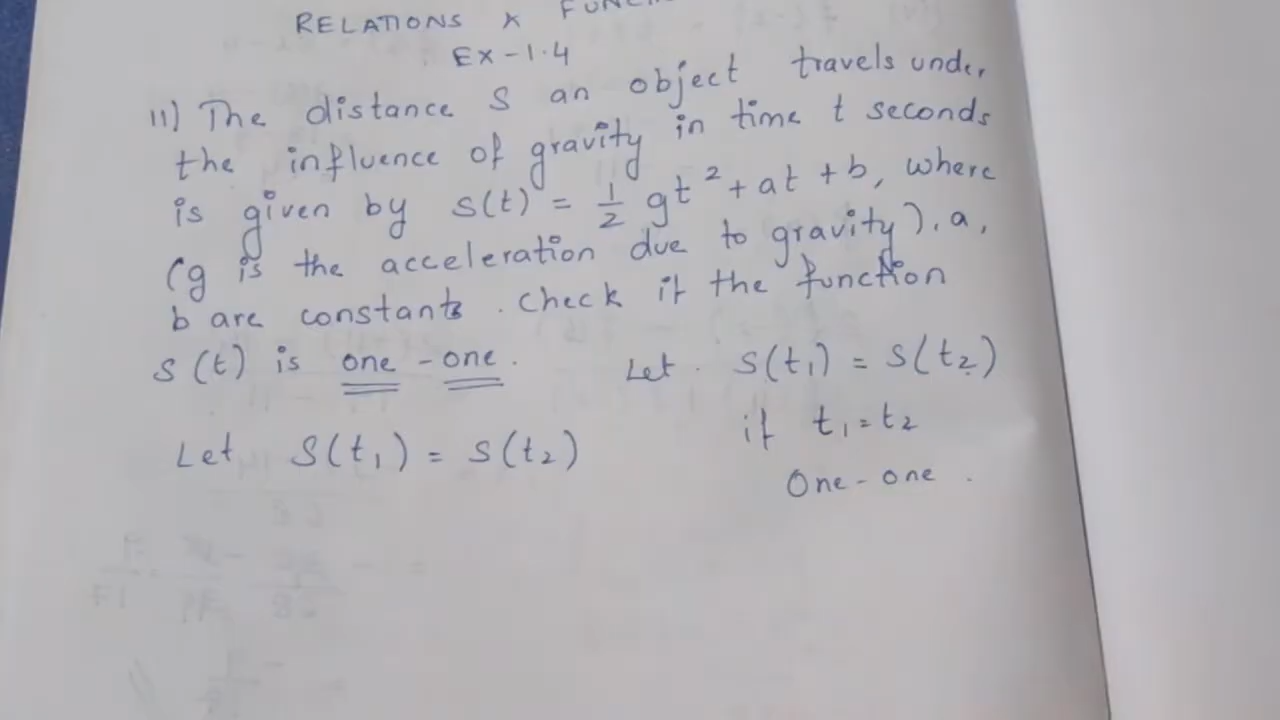 RELATIONS &
EX-1.4
11) The distance S an object travels under
the influence of gravity in time t seconds
is given by s(t) = 1/2 gt² + at + b, where
(g is the acceleration due to gravity). a,
b are constants. Check if the function
s(t) is one-one.
Let S(t₁) = S(t₂)
Let S(t₁) = S(t₂)
if t₁ = t₂
One-one.